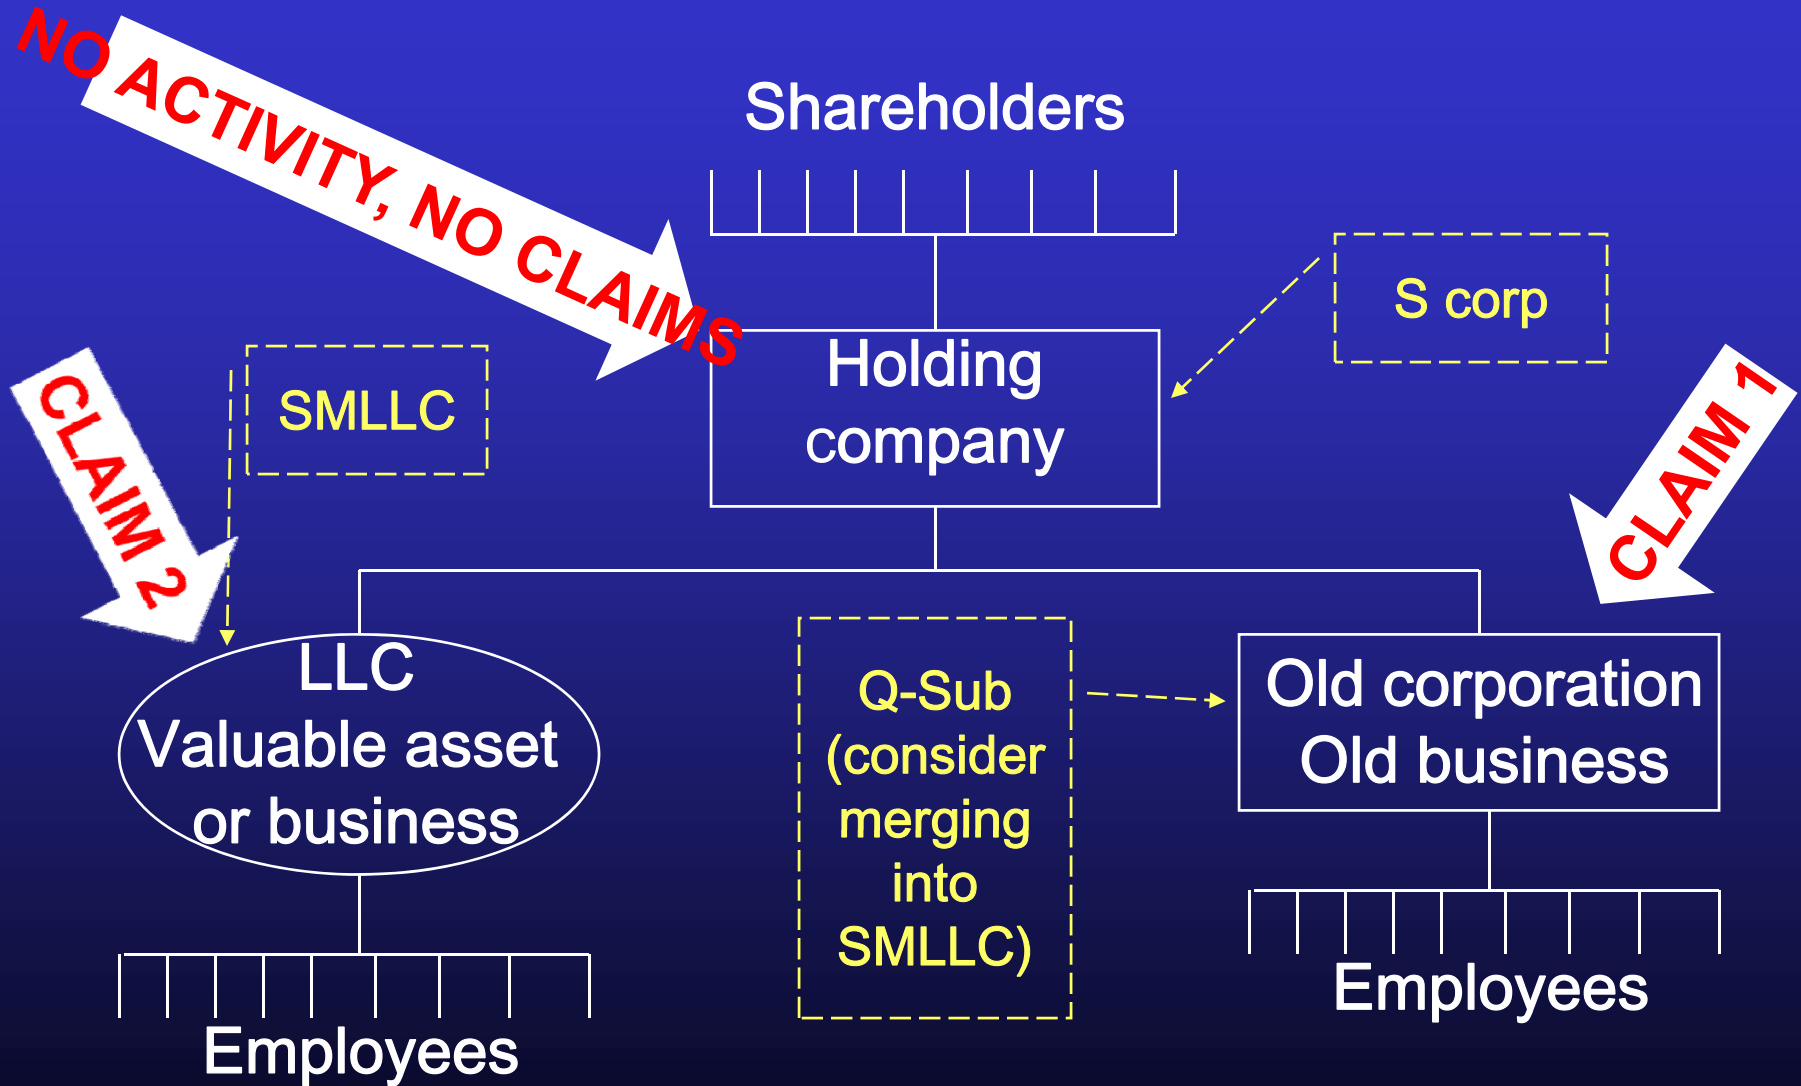 NO ACTIVITY, NO CLAIMS
Shareholders
S corp
Holding
company
SMLLC
CLAIM 1
CLAIM 2
LLC
Valuable asset
or business
Q-Sub
(consider
merging
into
SMLLC)
Old corporation
Old business
Employees
Employees